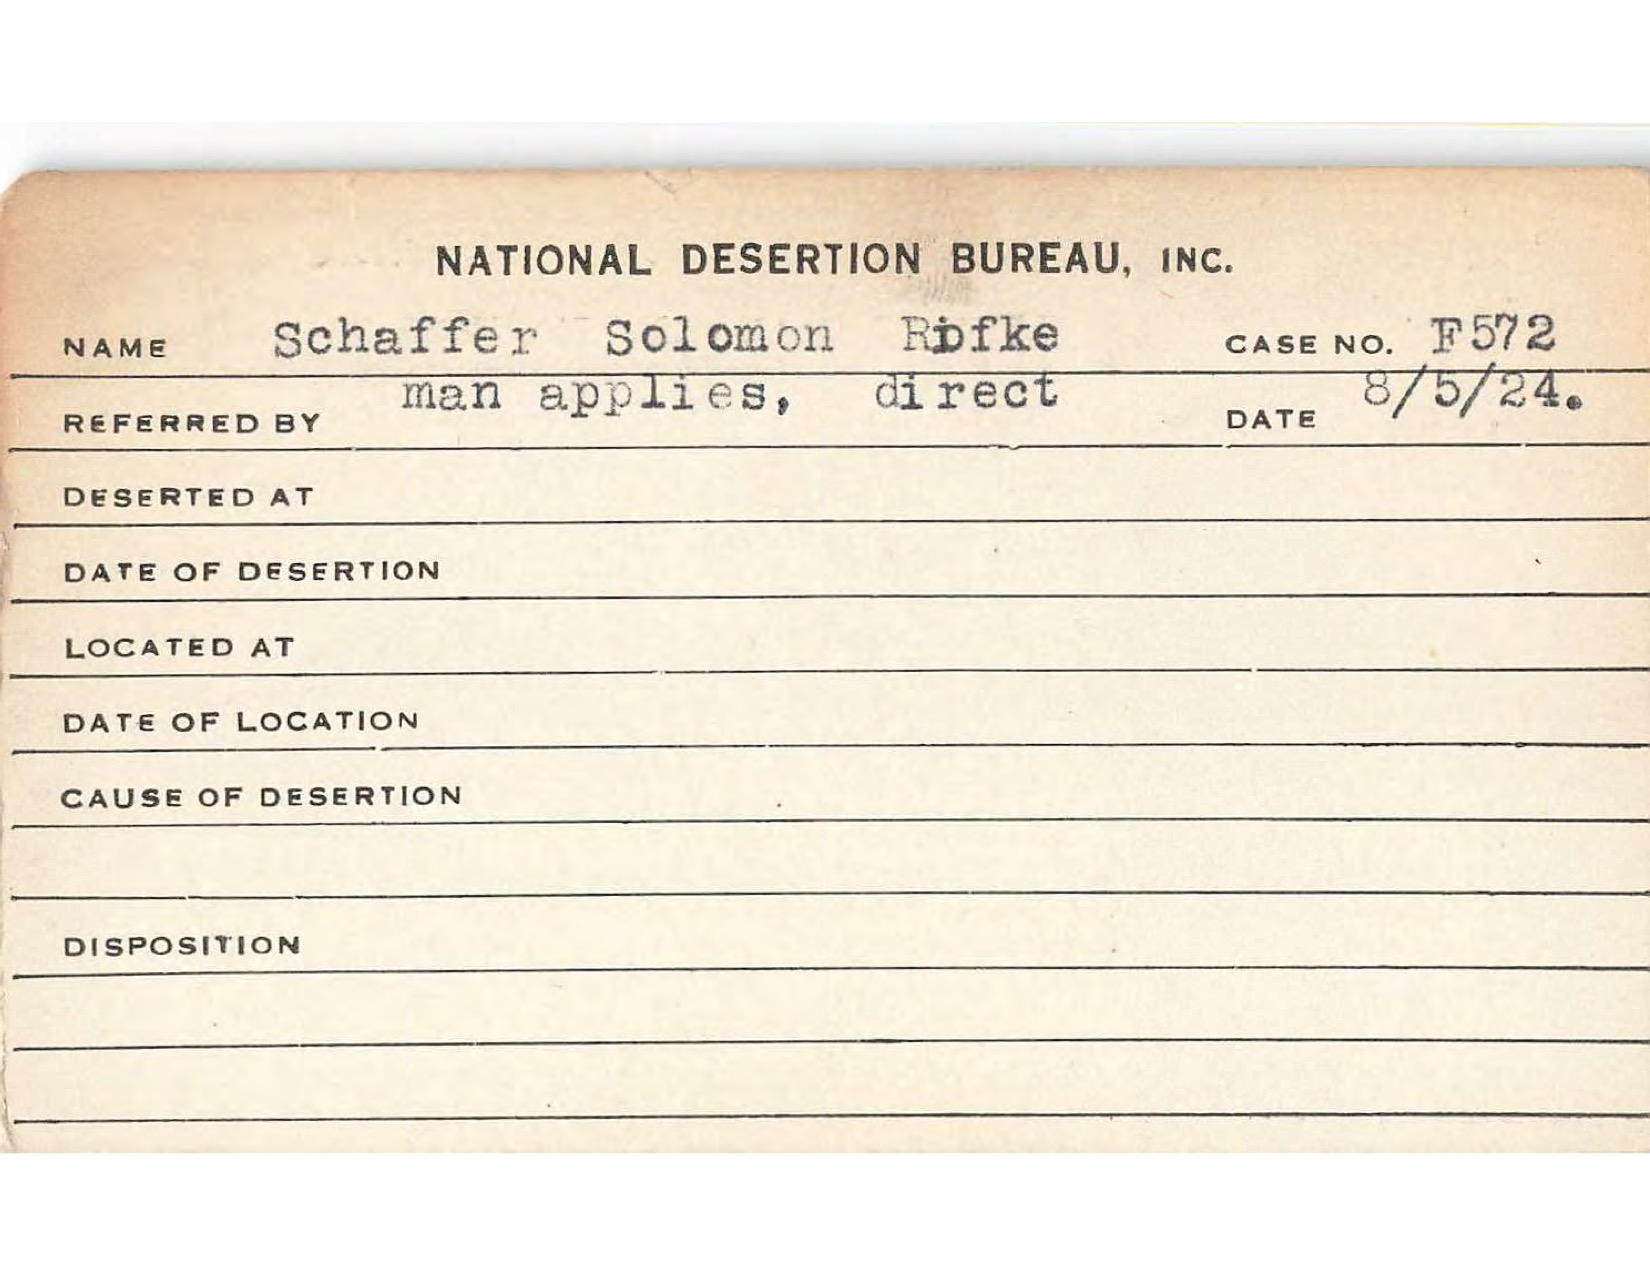 NATIONAL DESERTION BUREAU, INC.
NAME Schaffer Solomon Rifke CASE NO. F572
REFERRED BY man applies, direct DATE 8/5/24.
DESERTED AT
DATE OF DESERTION
LOCATED AT
DATE OF LOCATION
CAUSE OF DESERTION
DISPOSITION